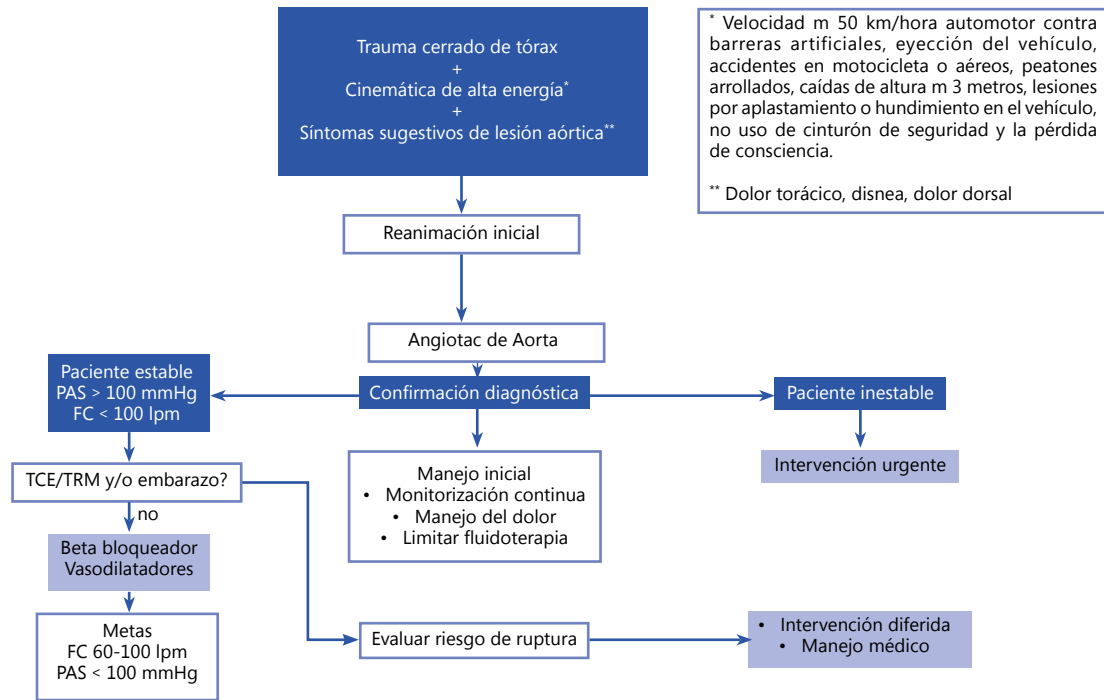 Trauma cerrado de tórax
+
Cinemática de alta energía*
+
Síntomas sugestivos de lesión aórtica**
* Velocidad m 50 km/hora automotor contra
barreras artificiales, eyección del vehículo,
accidentes en motocicleta o aéreos, peatones
arrollados, caídas de altura m 3 metros, lesiones
por aplastamiento o hundimiento en el vehículo,
no uso de cinturón de seguridad y la pérdida
de consciencia.
** Dolor torácico, disnea, dolor dorsal
Reanimación inicial
Angiotac de Aorta
Paciente estable
PAS > 100 mmHg
FC < 100 lpm
Confirmación diagnóstica
Paciente inestable
TCE/TRM y/o embarazo?
no
Manejo inicial
• Monitorización continua
• Manejo del dolor
• Limitar fluidoterapia
Intervención urgente
Beta bloqueador
Vasodilatadores
Metas
FC 60-100 lpm
PAS < 100 mmHg
Evaluar riesgo de ruptura
• Intervención diferida
• Manejo médico